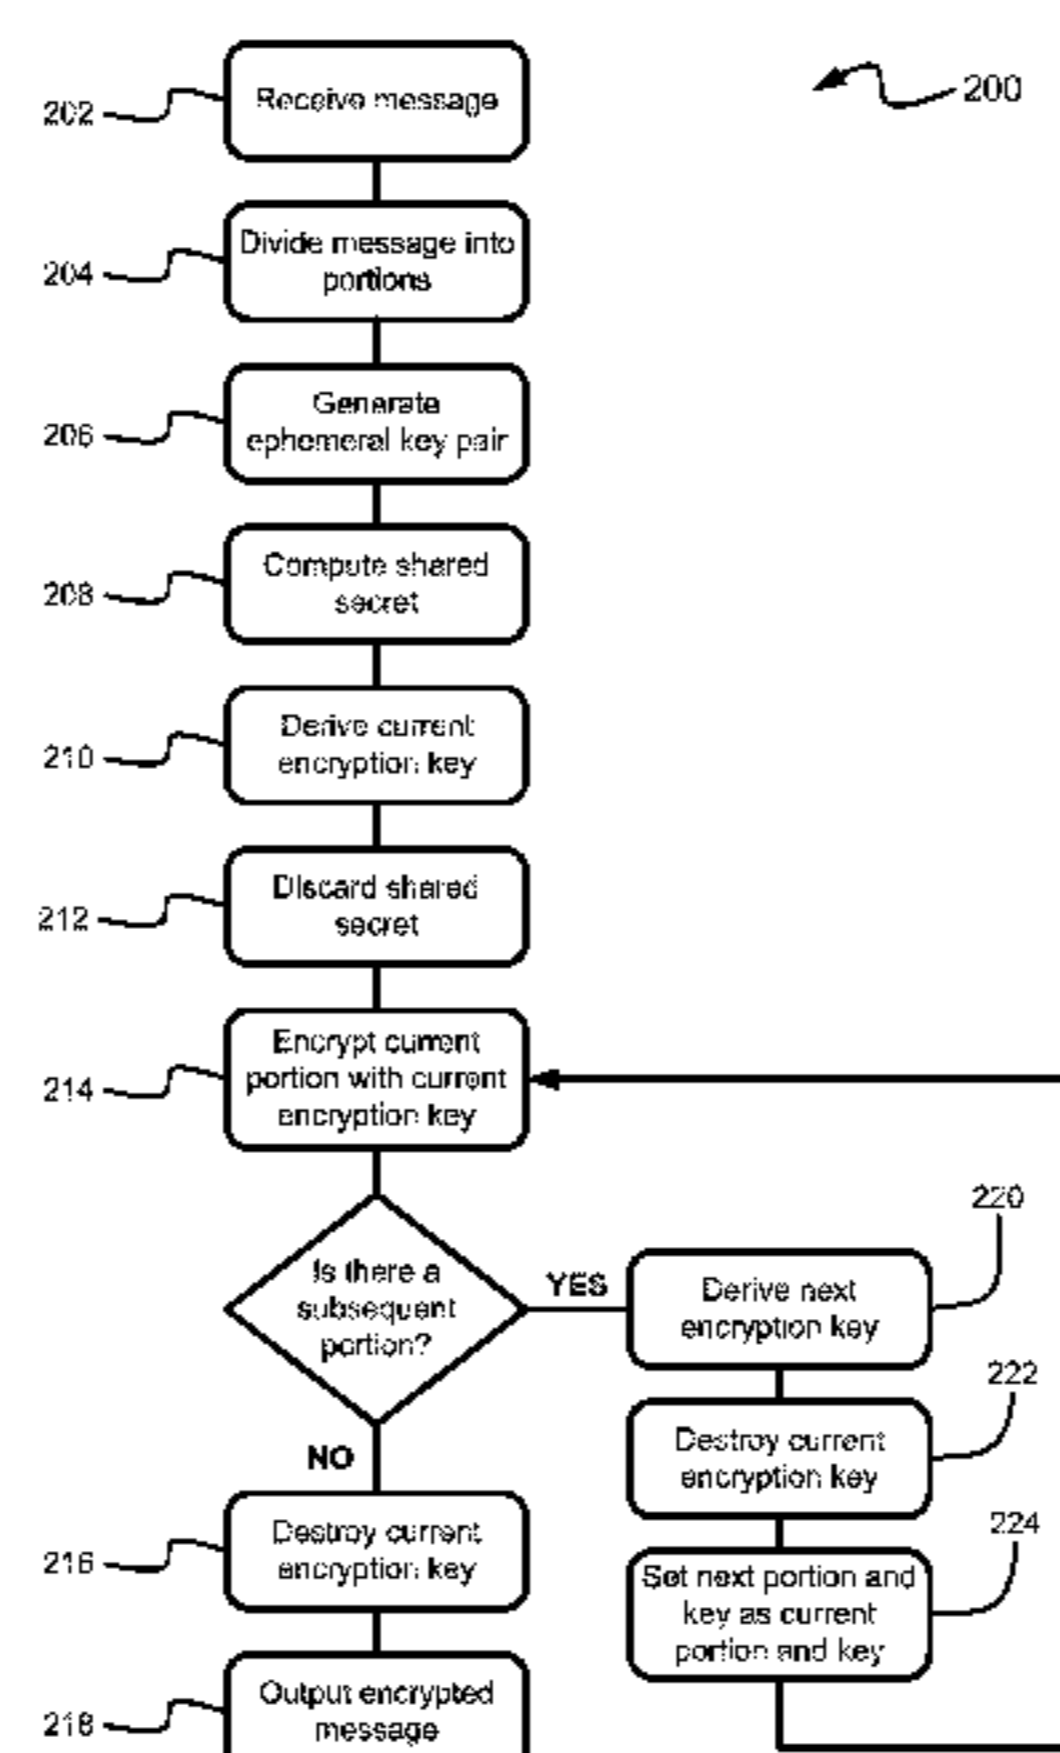 200
202
Receive message
204
Divide message into
portions
206
Generate
ephemeral key pair
208
Compute shared
secret
210
Derive current
encryption key
212
Discard shared
secret
214
Encrypt current
portion with current
encryption key
Is there a
subsequent
portion?
YES
NO
220
Derive next
encryption key
222
Destroy current
encryption key
224
Set next portion and
key as current
portion and key
216
Destroy current
encryption key
218
Output encrypted
message